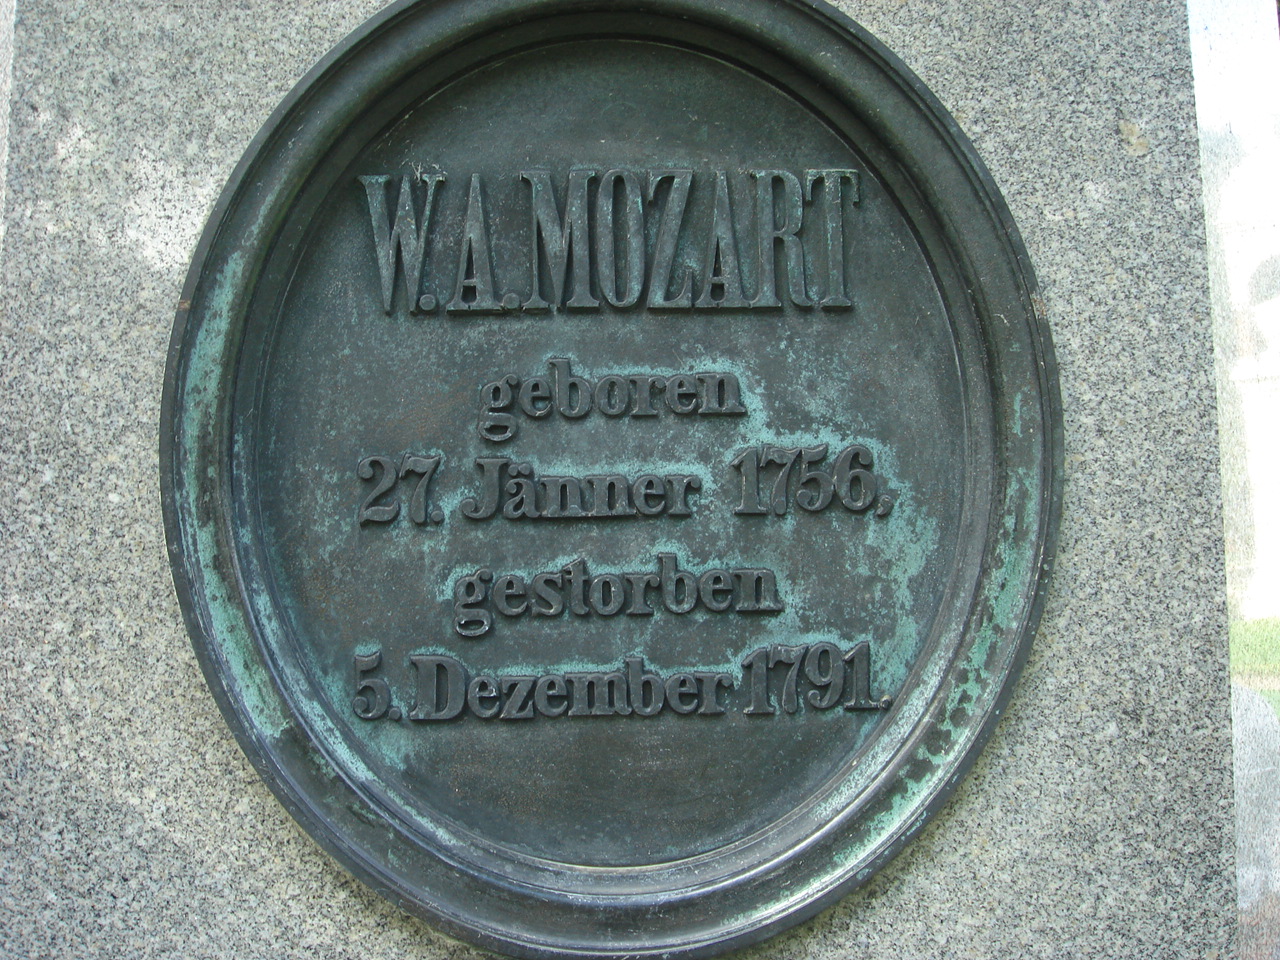 W.A.MOZART
geboren
27. Jänner 1756,
gestorben
5. Dezember 1791.